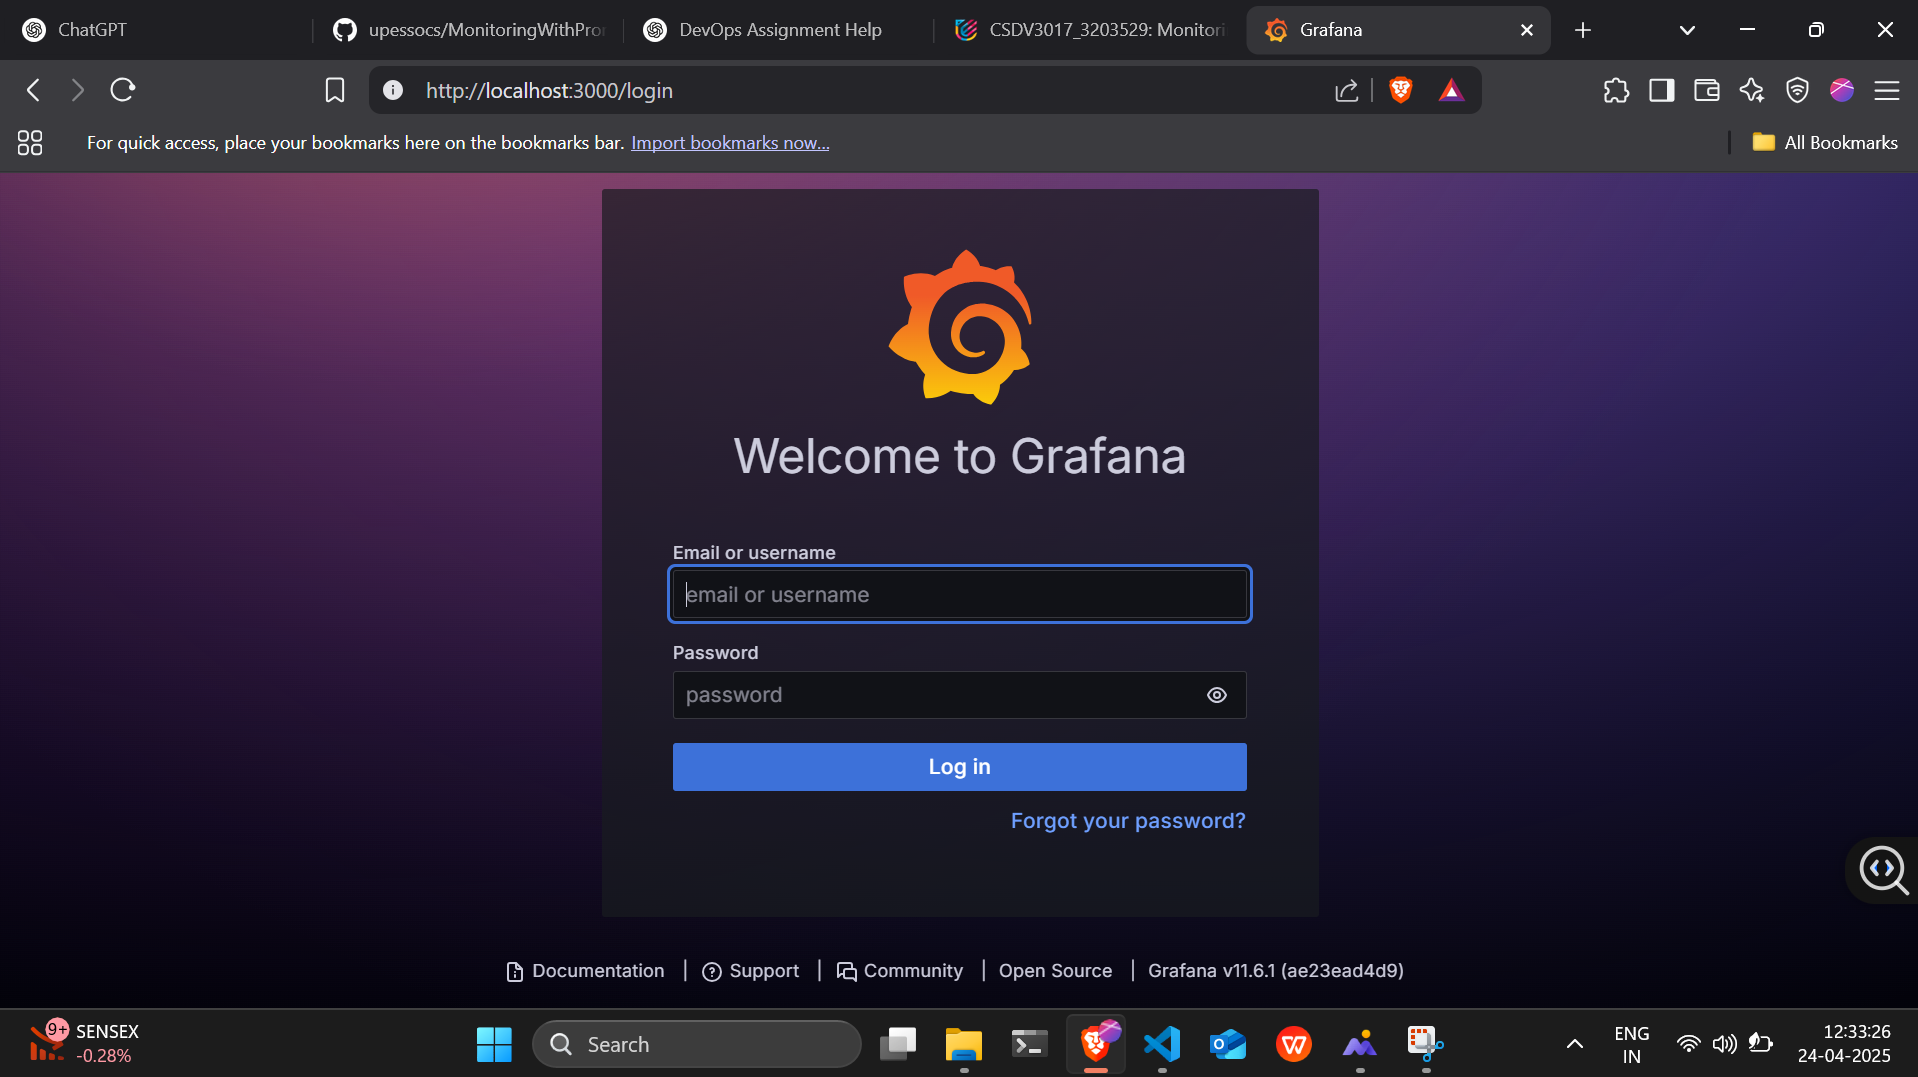 ChatGPT
upessocs/MonitoringWithPro
DevOps Assignment Help
CSDV3017_3203529: Monitori
Grafana
http://localhost:3000/login
For quick access, place your bookmarks here on the bookmarks bar. Import bookmarks now...
All Bookmarks
Welcome to Grafana
Email or username
email or username
Password
password
Log in
Forgot your password?
Documentation | Support | Community | Open Source | Grafana v11.6.1 (ae23ead4d9)
9+
SENSEX
-0.28%
Search
ENG
IN
12:33:26
24-04-2025